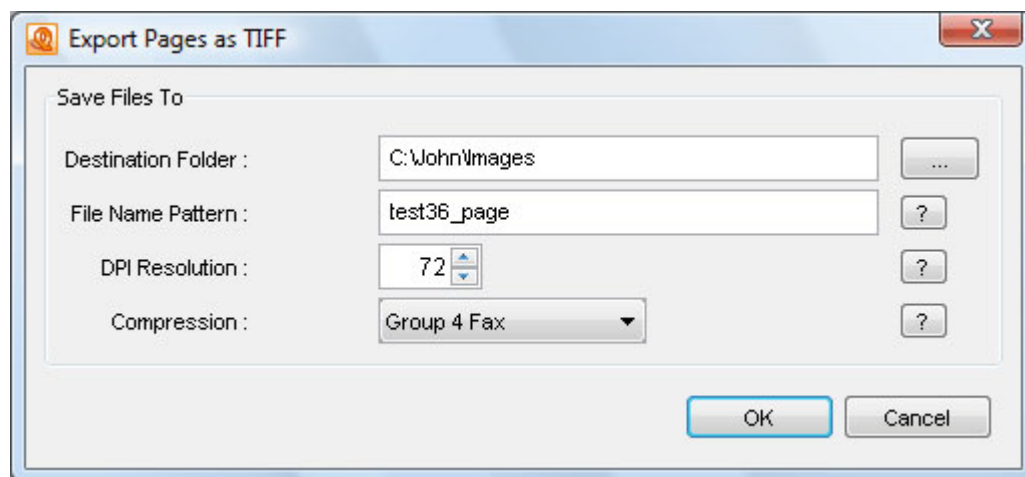 Export Pages as TIFF
x
Save Files To
Destination Folder :
C:\John\Images
...
File Name Pattern :
test36_page
?
DPI Resolution :
72
?
Compression :
Group 4 Fax
?
OK
Cancel